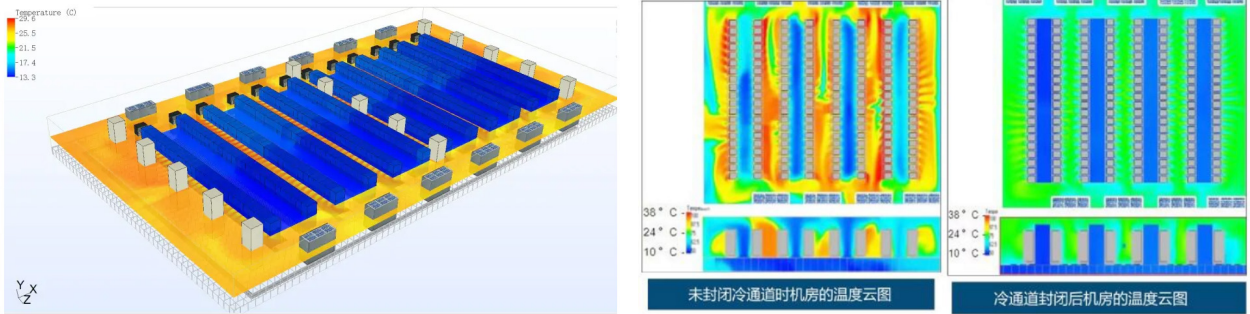 Temperature (C)
29.6
25.5
21.5
17.4
13.3
Y X
Z
38° C
24° C
10° C
未封闭冷通道时机房的温度云图
38° C
24° C
10° C
冷通道封闭后机房的温度云图